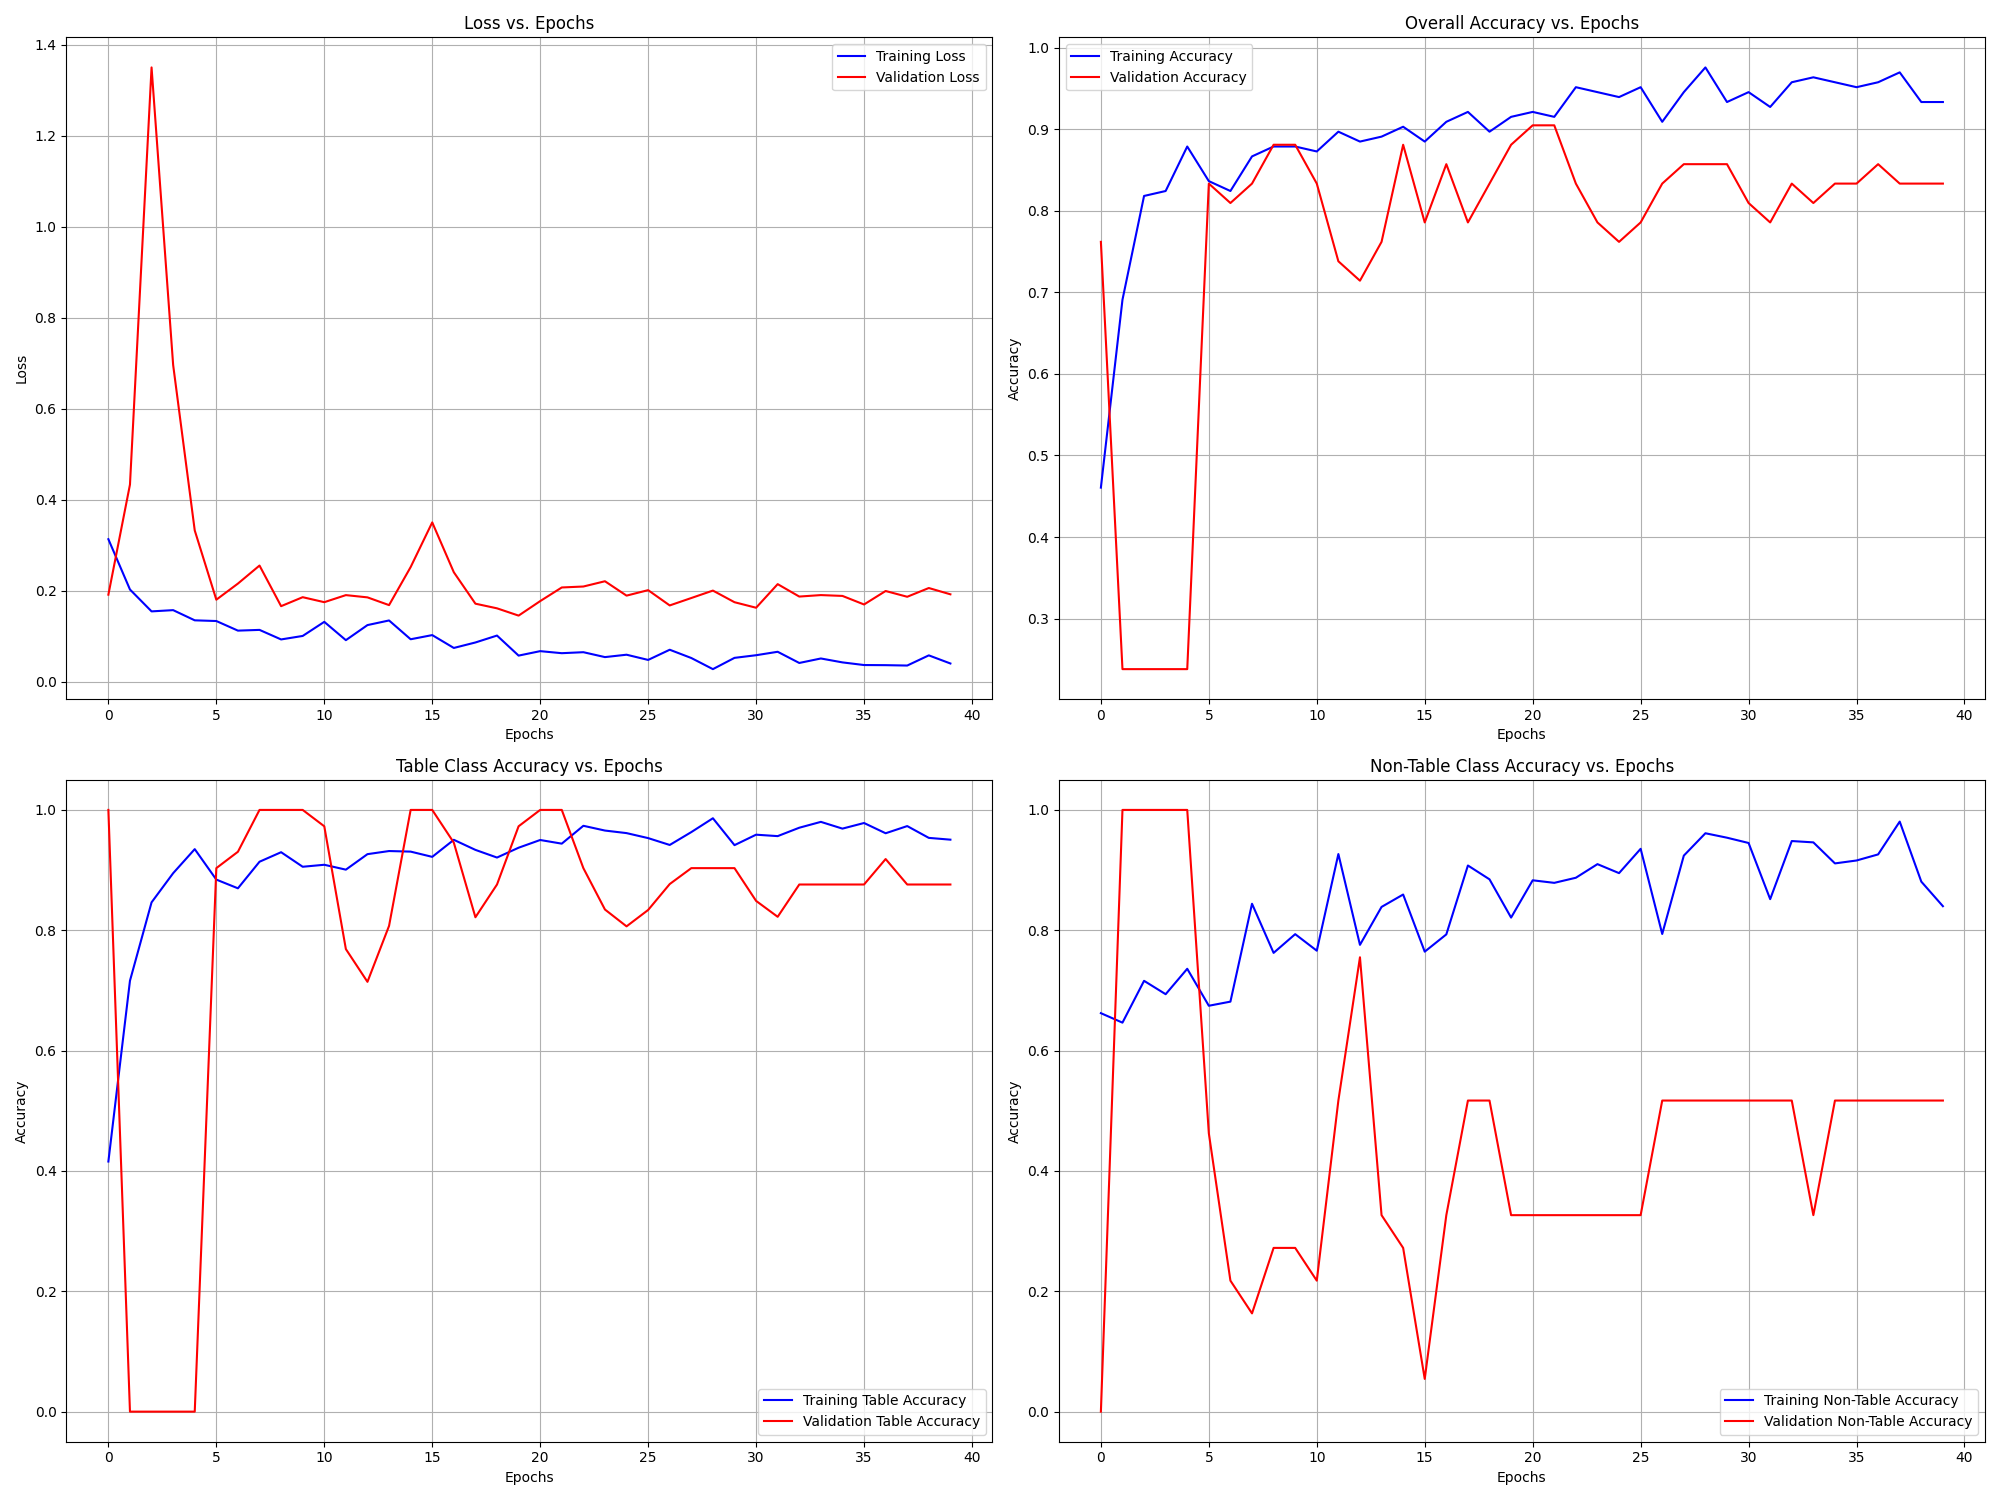 Loss vs. Epochs
1.4
1.2
1.0
0.8
0.6
0.4
0.2
0.0
Loss
Training Loss
Validation Loss
0 5 10 15 20 25 30 35 40
Epochs
Overall Accuracy vs. Epochs
1.0
0.9
0.8
0.7
0.6
0.5
0.4
0.3
Accuracy
Training Accuracy
Validation Accuracy
0 5 10 15 20 25 30 35 40
Epochs
Table Class Accuracy vs. Epochs
1.0
0.8
0.6
0.4
0.2
0.0
Accuracy
Training Table Accuracy
Validation Table Accuracy
0 5 10 15 20 25 30 35 40
Epochs
Non-Table Class Accuracy vs. Epochs
1.0
0.8
0.6
0.4
0.2
0.0
Accuracy
Training Non-Table Accuracy
Validation Non-Table Accuracy
0 5 10 15 20 25 30 35 40
Epochs